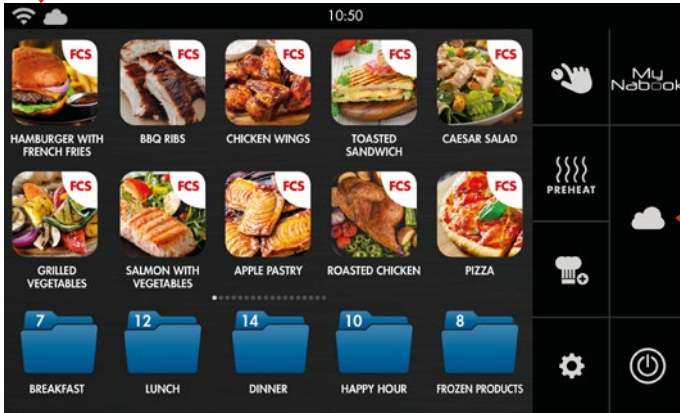 10:50
FCS
FCS
FCS
FCS
FCS
HAMBURGER WITH
FRENCH FRIES
BBQ RIBS
CHICKEN WINGS
TOASTED
SANDWICH
CAESAR SALAD
FCS
FCS
FCS
FCS
FCS
GRILLED
VEGETABLES
SALMON WITH
VEGETABLES
APPLE PASTRY
ROASTED CHICKEN
PIZZA
7
12
14
10
8
BREAKFAST
LUNCH
DINNER
HAPPY HOUR
FROZEN PRODUCTS
My
Nabook
PREHEAT